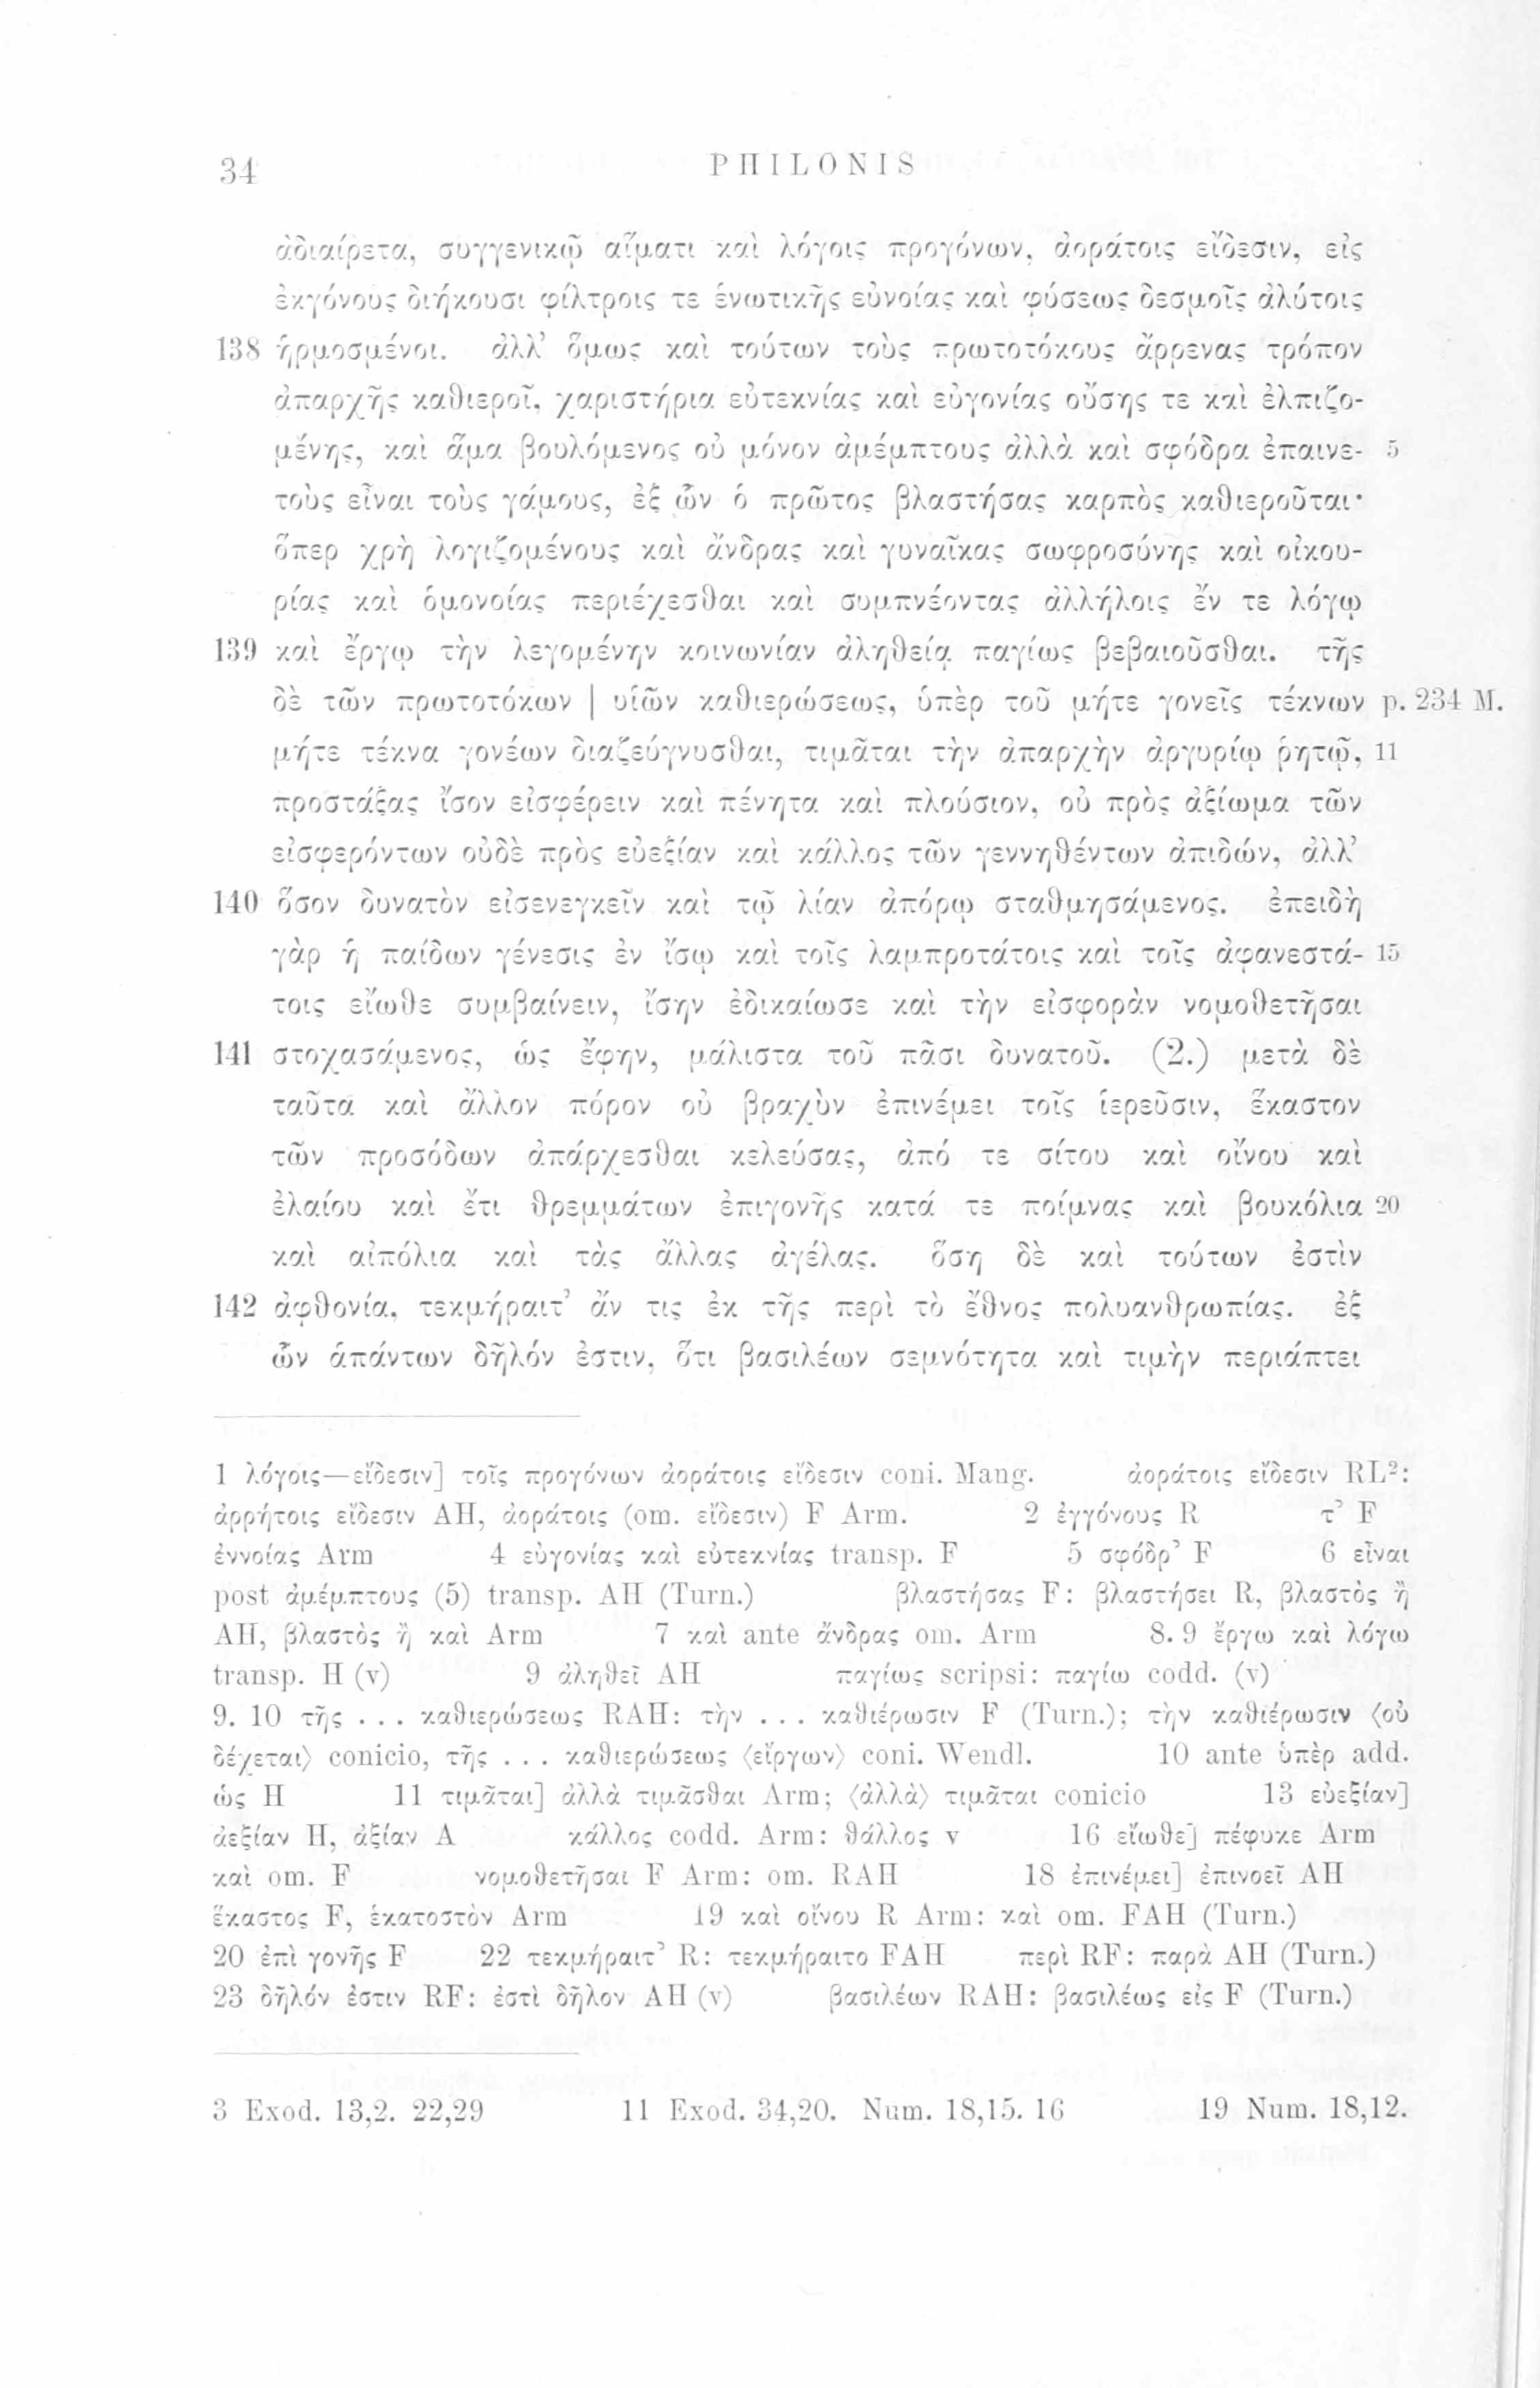 34 PHILONIS
ἀδιαίρετα, συγγενικῷ αἵματι καὶ λόγοις προγόνων, ἀοράτοις εἴδεσιν, εἰς
ἐκγόνους διήκουσι φίλτροις τε ἑνωτικῆς εὐνοίας καὶ φύσεως δεσμοῖς ἀλύτοις
138 ἡρμοσμένοι. ἀλλ’ ὅμως καὶ τούτων τοὺς πρωτοτόκους ἄρρενας τρόπον
ἀπαρχῆς καθιεροῖ, χαριστήρια εὐτεκνίας καὶ εὐγονίας οὔσης τε καὶ ἐλπιζο-
μένης, καὶ ἅμα βουλόμενος οὐ μόνον ἀμέμπτους ἀλλὰ καὶ σφόδρα ἐπαινε- 5
τοὺς εἶναι τοὺς γάμους, ἐξ ὧν ὁ πρῶτος βλαστήσας καρπὸς καθιεροῦται·
ὅπερ χρὴ λογιζομένους καὶ ἄνδρας καὶ γυναῖκας σωφροσύνης καὶ οἰκου-
ρίας καὶ ὁμονοίας περιέχεσθαι καὶ συμπνέοντας ἀλλήλοις ἔν τε λόγῳ
139 καὶ ἔργῳ τὴν λεγομένην κοινωνίαν ἀληθείᾳ παγίως βεβαιοῦσθαι. τῆς
δὲ τῶν πρωτοτόκων | υἱῶν καθιερώσεως, ὑπὲρ τοῦ μήτε γονεῖς τέκνων p. 234 M.
μήτε τέκνα γονέων διαζεύγνυσθαι, τιμᾶται τὴν ἀπαρχὴν ἀργυρίῳ ῥητῷ, 11
προστάξας ἴσον εἰσφέρειν καὶ πένητα καὶ πλούσιον, οὐ πρὸς ἀξίωμα τῶν
εἰσφερόντων οὐδὲ πρὸς εὐεξίαν καὶ κάλλος τῶν γεννηθέντων ἀπιδών, ἀλλ’
140 ὅσον δυνατὸν εἰσενεγκεῖν καὶ τῷ λίαν ἀπόρῳ σταθμησάμενος. ἐπειδὴ
γὰρ ἡ παίδων γένεσις ἐν ἴσῳ καὶ τοῖς λαμπροτάτοις καὶ τοῖς ἀφανεστά- 15
τοις εἴωθε συμβαίνειν, ἴσην ἐδικαίωσε καὶ τὴν εἰσφορὰν νομοθετῆσαι
141 στοχασάμενος, ὡς ἔφην, μάλιστα τοῦ πᾶσι δυνατοῦ. (2.) μετὰ δὲ
ταῦτα καὶ ἄλλον πόρον οὐ βραχὺν ἐπινέμει τοῖς ἱερεῦσιν, ἕκαστον
τῶν προσόδων ἀπάρχεσθαι κελεύσας, ἀπό τε σίτου καὶ οἴνου καὶ
ἐλαίου καὶ ἔτι θρεμμάτων ἐπιγονῆς κατά τε ποίμνας καὶ βουκόλια 20
καὶ αἰπόλια καὶ τὰς ἄλλας ἀγέλας. ὅση δὲ καὶ τούτων ἐστὶν
142 ἀφθονία, τεκμήραιτ’ ἄν τις ἐκ τῆς περὶ τὸ ἔθνος πολυανθρωπίας. ἐξ
ὧν ἁπάντων δῆλόν ἐστιν, ὅτι βασιλέων σεμνότητα καὶ τιμὴν περιάπτει
1 λόγοις—εἴδεσιν] τοῖς προγόνων ἀοράτοις εἴδεσιν coni. Mang. ἀοράτοις εἴδεσιν RL²:
ἀρρήτοις εἴδεσιν AH, ἀοράτοις (om. εἴδεσιν) F Arm. 2 ἐγγόνους R τ’ F
ἐννοίας Arm 4 εὐγονίας καὶ εὐτεκνίας transp. F 5 σφόδρ’ F 6 εἶναι
post ἀμέμπτους (5) transp. AH (Turn.) βλαστήσας F: βλαστήσει R, βλαστὸς ἢ
AH, βλαστὸς ἢ καὶ Arm 7 καὶ ante ἄνδρας om. Arm 8. 9 ἔργω καὶ λόγω
transp. H (v) 9 ἀληθεῖ AH παγίως scripsi: παγίω codd. (v)
9. 10 τῆς . . . καθιερώσεως RAH: τὴν . . . καθιέρωσιν F (Turn.); τὴν καθιέρωσιν ⟨οὐ
δέχεται⟩ conicio, τῆς . . . καθιερώσεως ⟨εἴργων⟩ coni. Wendl. 10 ante ὑπὲρ add.
ὡς H 11 τιμᾶται] ἀλλὰ τιμᾶσθαι Arm; ⟨ἀλλὰ⟩ τιμᾶται conicio 13 εὐεξίαν]
ἀεξίαν H, ἀξίαν A κάλλος codd. Arm: θάλλος v 16 εἴωθε] πέφυκε Arm
καὶ om. F νομοθετῆσαι F Arm: om. RAH 18 ἐπινέμει] ἐπινοεῖ AH
ἕκαστος F, ἑκατοστὸν Arm 19 καὶ οἴνου R Arm: καὶ om. FAH (Turn.)
20 ἐπὶ γονῆς F 22 τεκμήραιτ’ R: τεκμήραιτο FAH περὶ RF: παρὰ AH (Turn.)
23 δῆλόν ἐστιν RF: ἐστὶ δῆλον AH (v) βασιλέων RAH: βασιλέως εἰς F (Turn.)
3 Exod. 13,2. 22,29 11 Exod. 34,20. Num. 18,15. 16 19 Num. 18,12.